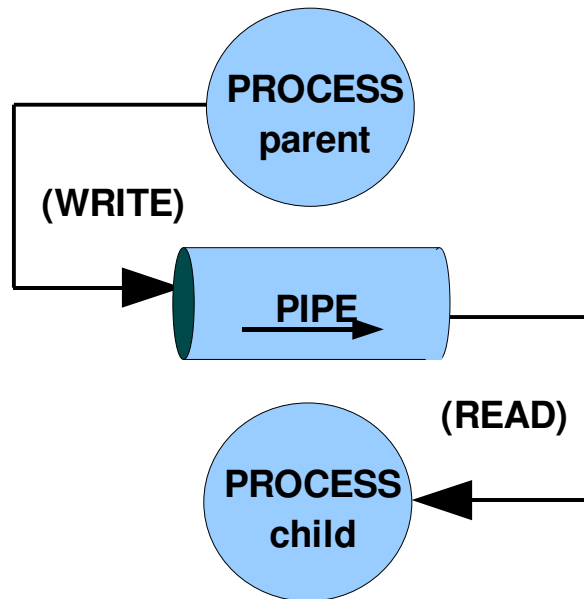 PROCESS
parent
(WRITE)
PIPE
(READ)
PROCESS
child